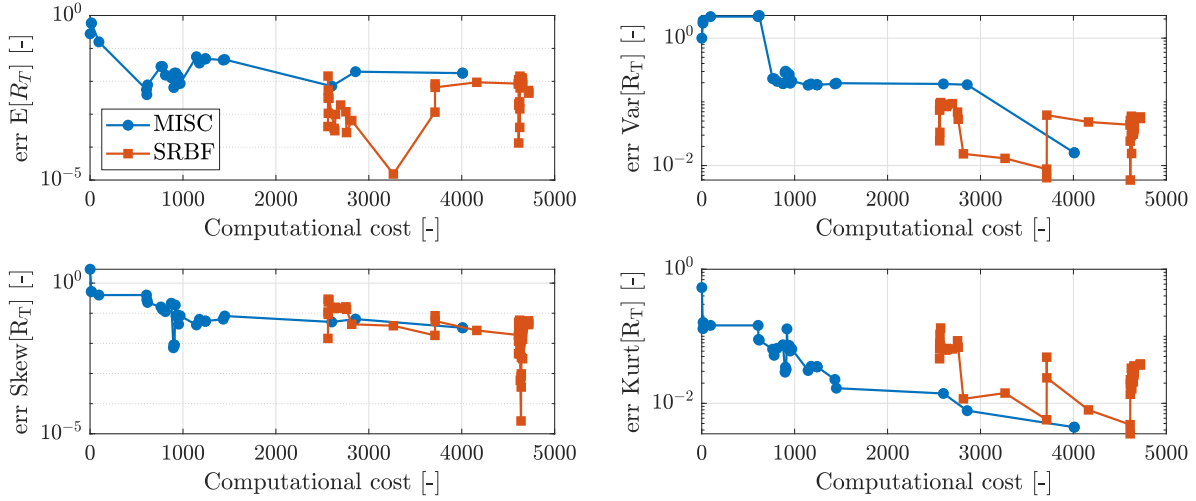 err E[R_T] [-]
10^0
10^-5
MISC
SRBF
0 1000 2000 3000 4000 5000
Computational cost [-]
err Var[R_T] [-]
10^0
10^-2
0 1000 2000 3000 4000 5000
Computational cost [-]
err Skew[R_T] [-]
10^0
10^-5
0 1000 2000 3000 4000 5000
Computational cost [-]
err Kurt[R_T] [-]
10^0
10^-2
0 1000 2000 3000 4000 5000
Computational cost [-]